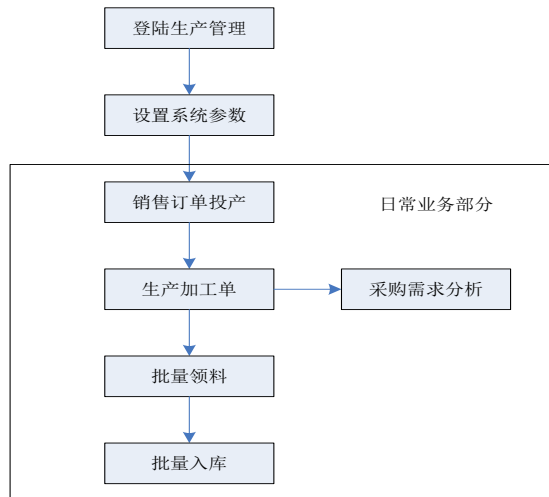 登陆生产管理
设置系统参数
销售订单投产
日常业务部分
生产加工单
采购需求分析
批量领料
批量入库